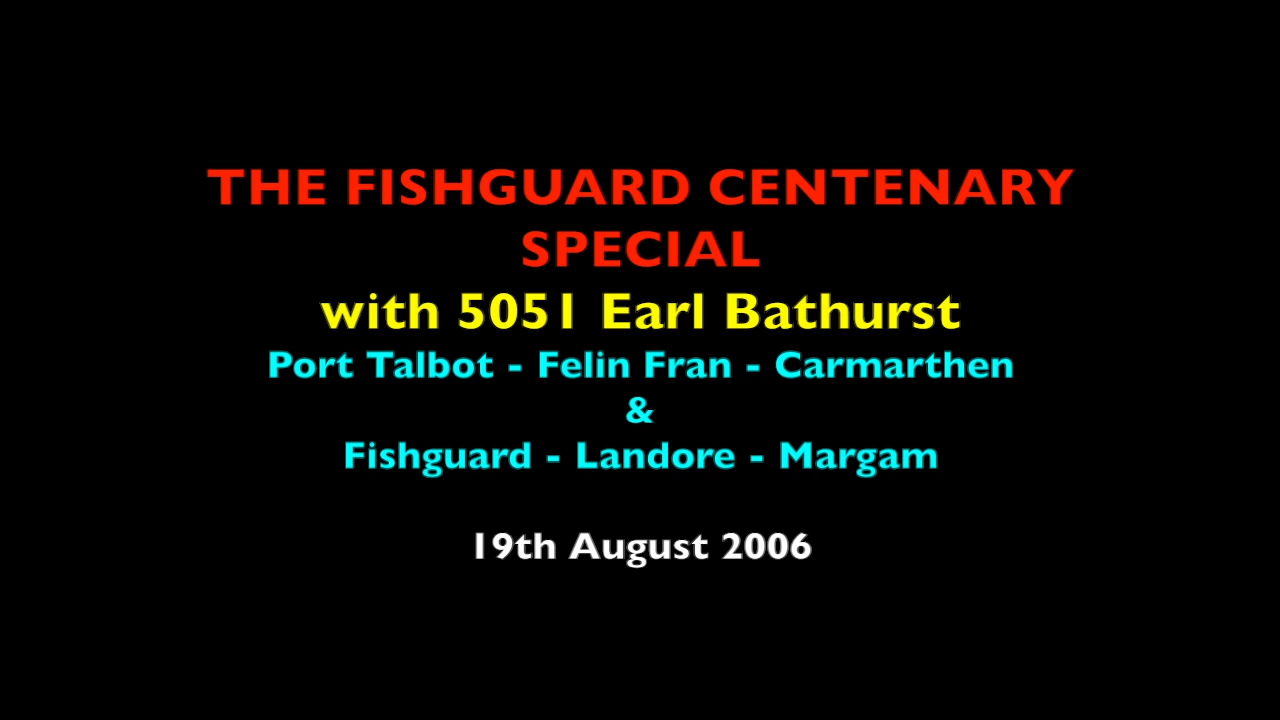 THE FISHGUARD CENTENARY
SPECIAL
with 5051 Earl Bathurst
Port Talbot - Felin Fran - Carmarthen
&
Fishguard - Landore - Margam
19th August 2006